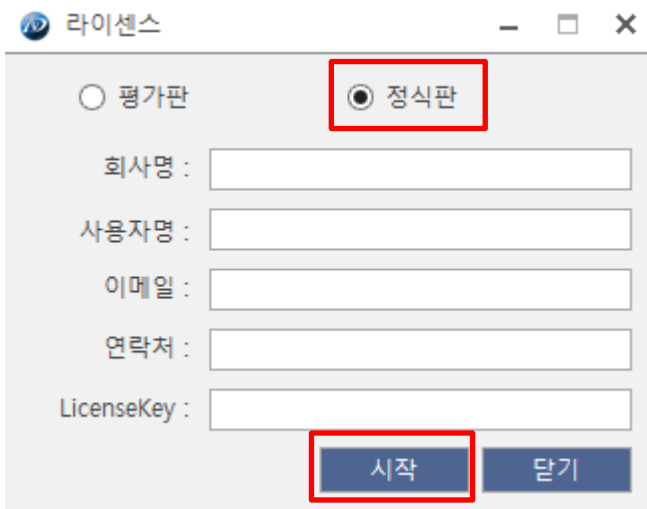 라이센스
평가판 정식판
회사명 :
사용자명 :
이메일 :
연락처 :
LicenseKey :
시작 닫기